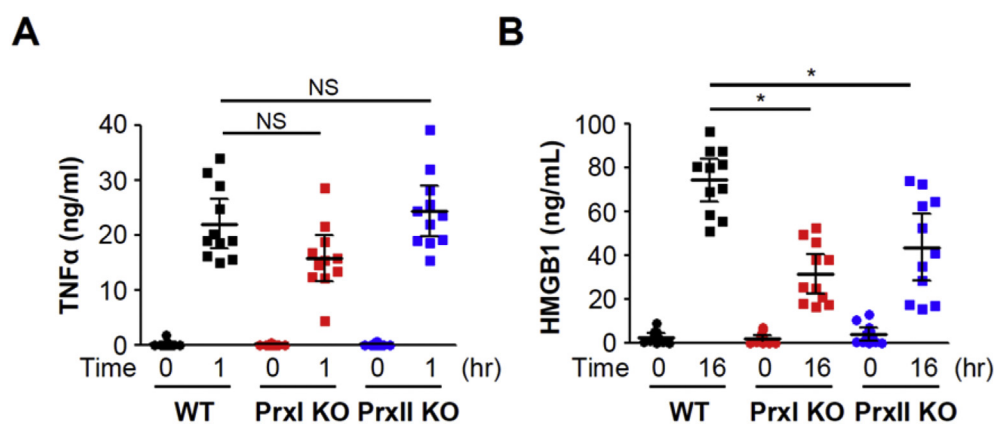 A
NS
NS
TNFα (ng/ml)
40
30
20
10
0
Time 0 1 0 1 0 1 (hr)
WT PrxI KO PrxII KO
B
*
*
HMGB1 (ng/mL)
100
80
60
40
20
0
Time 0 16 0 16 0 16 (hr)
WT PrxI KO PrxII KO